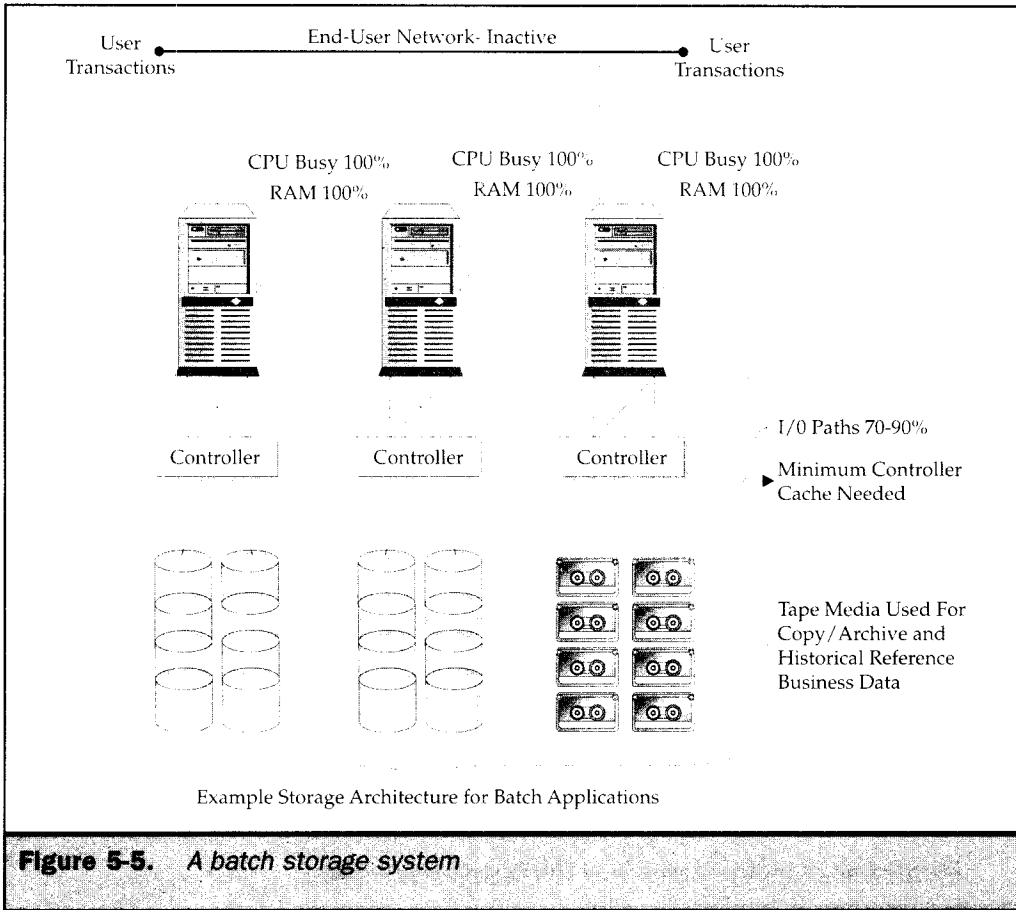 User
Transactions
End-User Network- Inactive
User
Transactions
CPU Busy 100%
RAM 100%
CPU Busy 100%
RAM 100%
CPU Busy 100%
RAM 100%
Controller
Controller
Controller
I/0 Paths 70-90%
Minimum Controller
Cache Needed
Tape Media Used For
Copy/Archive and
Historical Reference
Business Data
Example Storage Architecture for Batch Applications
Figure 5-5. A batch storage system